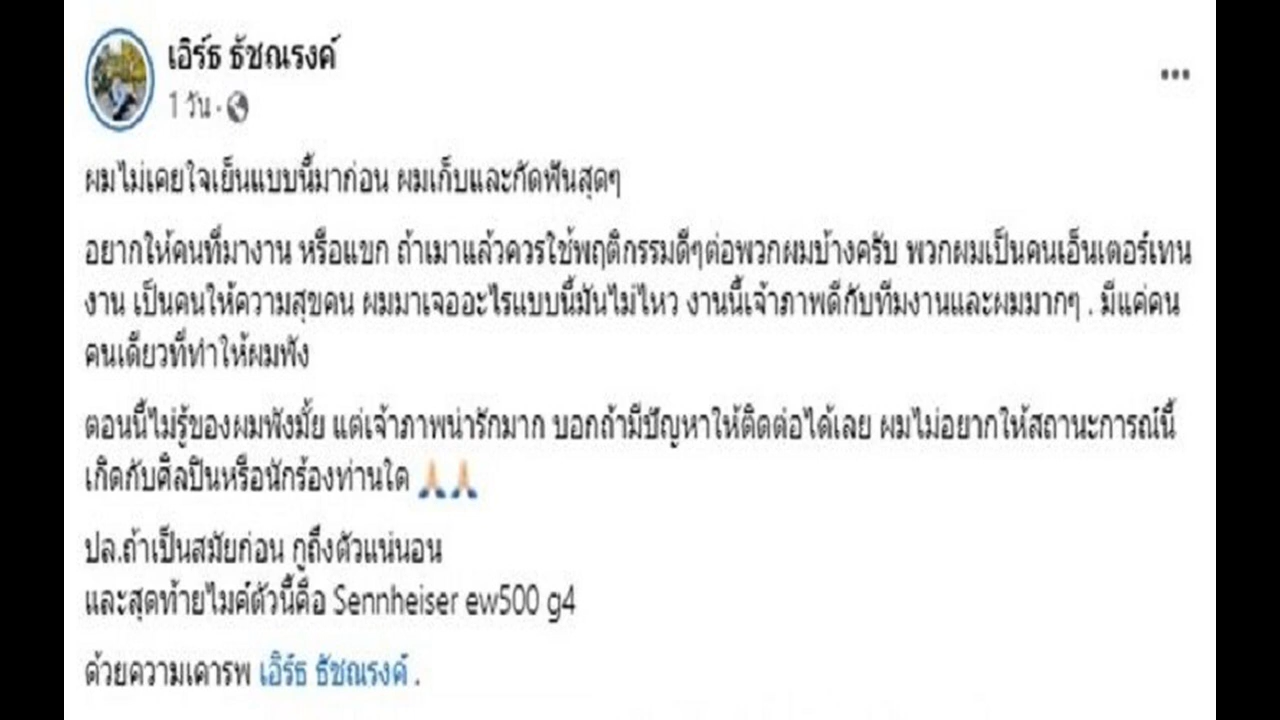 เอิร์ธ ธัชณรงค์
1 วัน ·
ผมไม่เคยใจเย็นแบบนี้มาก่อน ผมเก็บและกัดฟันสุดๆ
อยากให้คนที่มางาน หรือแขก ถ้าเมาแล้วควรใช้พฤติกรรมดีๆต่อพวกผมบ้างครับ พวกผมเป็นคนเอ็นเตอร์เทน
งาน เป็นคนให้ความสุขคน ผมมาเจออะไรแบบนี้มันไม่ไหว งานนี้เจ้าภาพดีกับทีมงานและผมมากๆ . มีแค่คน
คนเดียวที่ทำให้ผมพัง
ตอนนี้ไม่รู้ของผมพังมั้ย แต่เจ้าภาพน่ารักมาก บอกถ้ามีปัญหาให้ติดต่อได้เลย ผมไม่อยากให้สถานะการณ์นี้
เกิดกับศิลปินหรือนักร้องท่านใด 🙏🏻🙏🏻
ปล.ถ้าเป็นสมัยก่อน กูถึงตัวแน่นอน
และสุดท้ายไมค์ตัวนี้คือ Sennheiser ew500 g4
ด้วยความเคารพ เอิร์ธ ธัชณรงค์ .